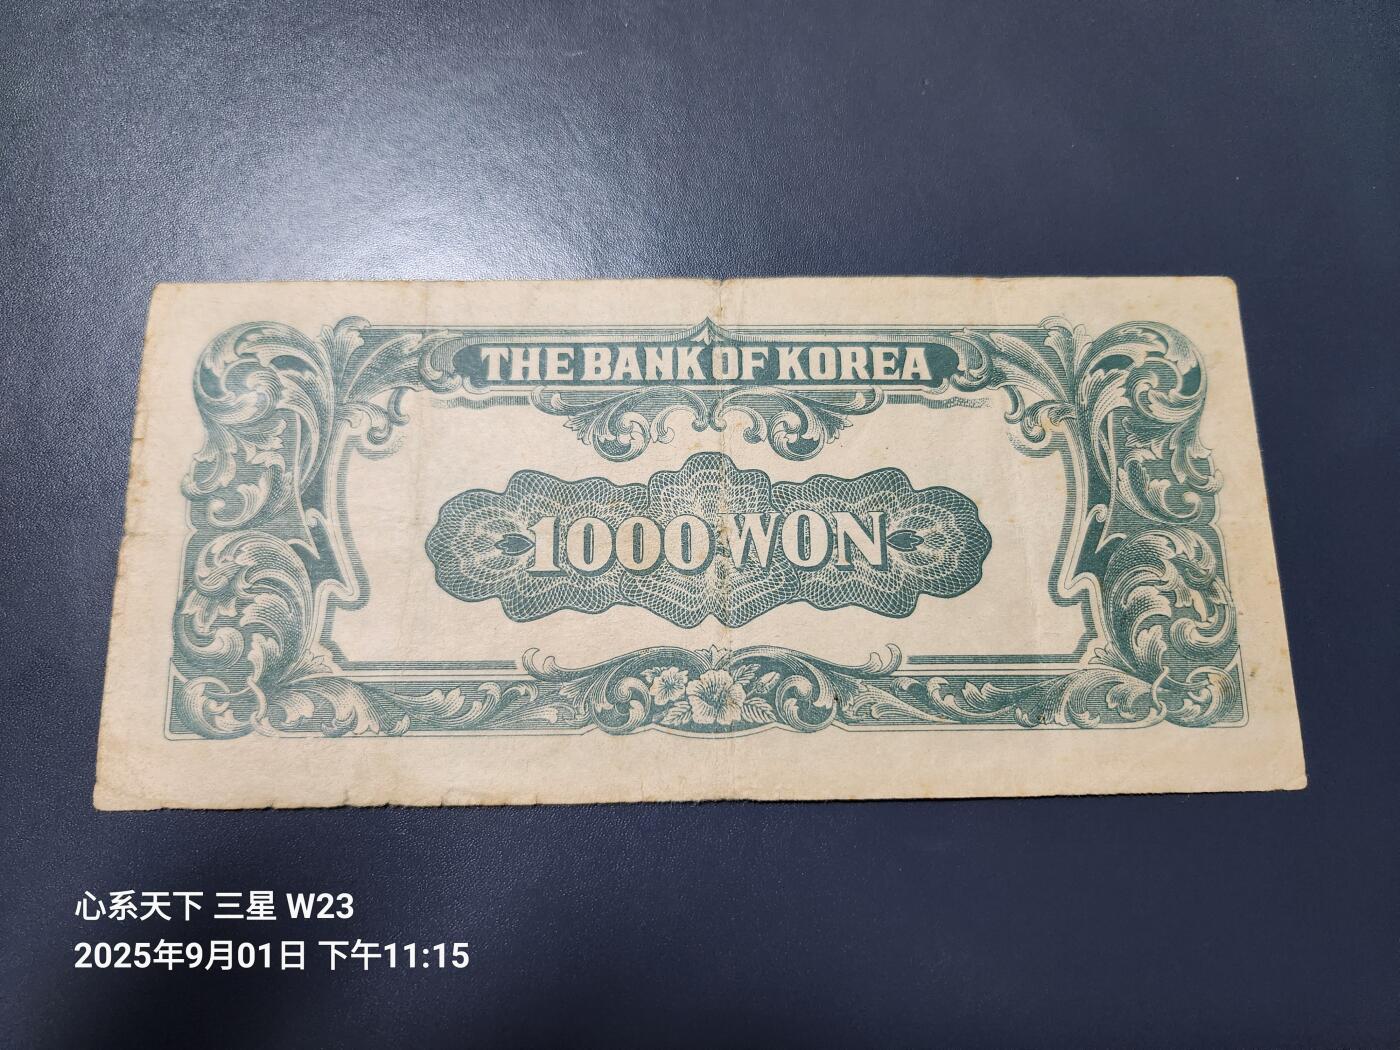 THE BANK OF KOREA
1000 WON
心系天下 三星 W23
2025年9月01日 下午11:15